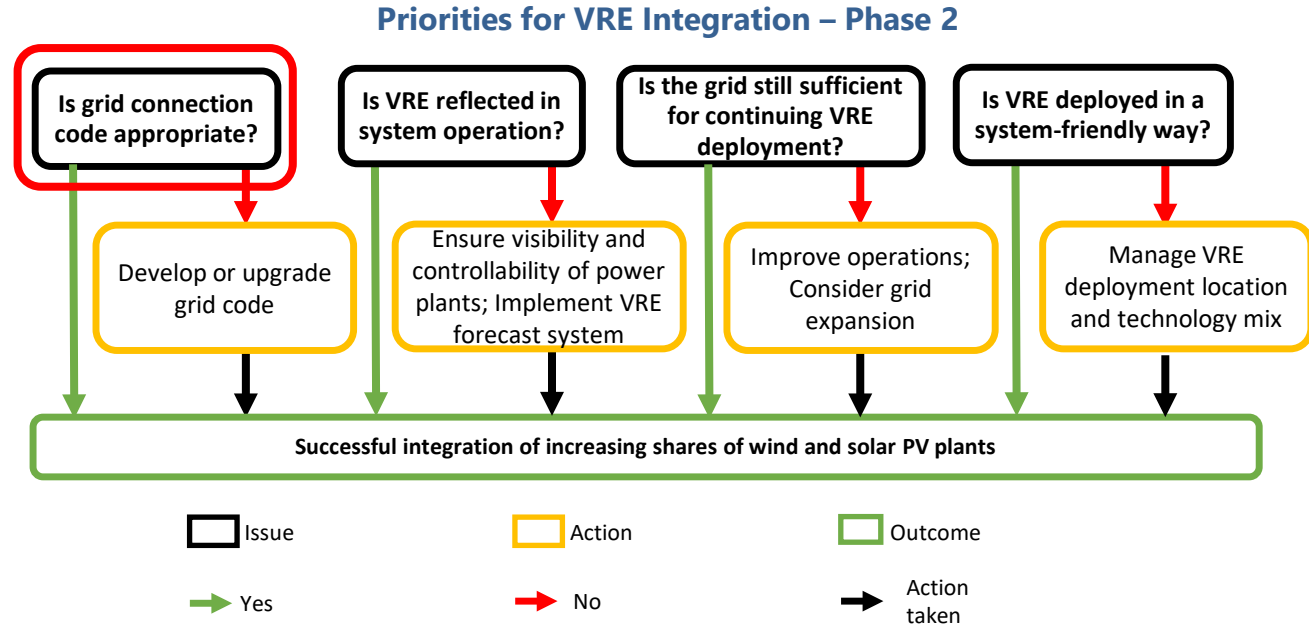 Priorities for VRE Integration – Phase 2
Is grid connection
code appropriate?
Is VRE reflected in
system operation?
Is the grid still sufficient
for continuing VRE
deployment?
Is VRE deployed in a
system-friendly way?
Develop or upgrade
grid code
Ensure visibility and
controllability of power
plants; Implement VRE
forecast system
Improve operations;
Consider grid
expansion
Manage VRE
deployment location
and technology mix
Successful integration of increasing shares of wind and solar PV plants
Issue
Action
Outcome
Yes
No
Action
taken